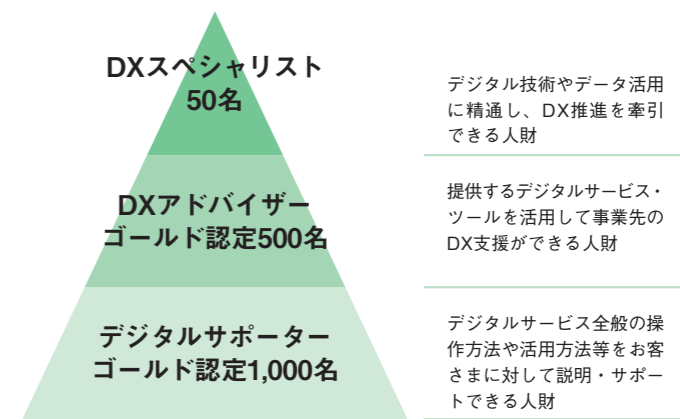 DXスペシャリスト
50名
デジタル技術やデータ活用
に精通し、DX推進を牽引
できる人財
DXアドバイザー
ゴールド認定500名
提供するデジタルサービス・
ツールを活用して事業先の
DX支援ができる人財
デジタルサポーター
ゴールド認定1,000名
デジタルサービス全般の操
作方法や活用方法等をお客
さまに対して説明・サポー
トできる人財